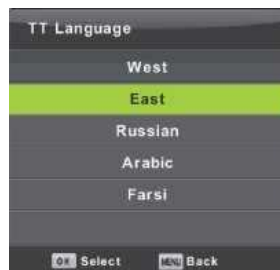 TT Language
West
East
Russian
Arabic
Farsi
OK Select MENU Back